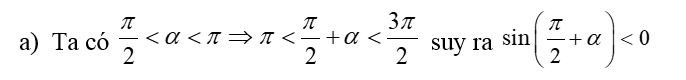 a) Ta có π/2 < α < π ⇒ π < π/2 + α < 3π/2 suy ra sin(π/2 + α) < 0